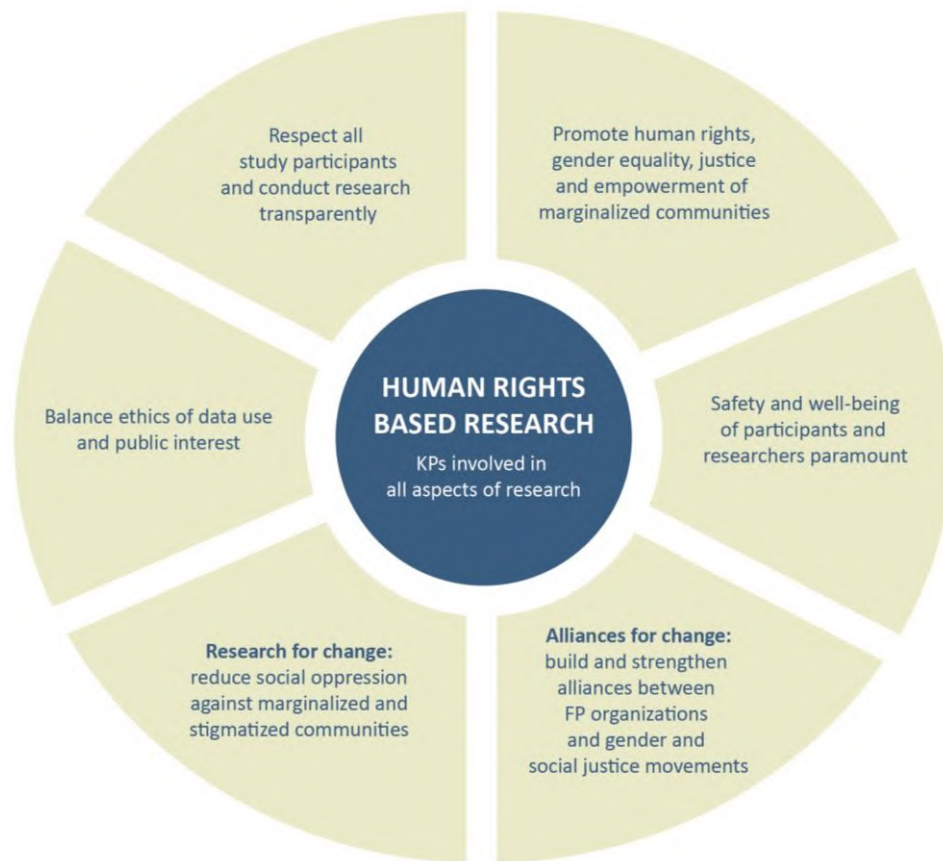 Respect all
study participants
and conduct research
transparently
Promote human rights,
gender equality, justice
and empowerment of
marginalized communities
Balance ethics of data use
and public interest
HUMAN RIGHTS
BASED RESEARCH
KPs involved in
all aspects of research
Safety and well-being
of participants and
researchers paramount
Research for change:
reduce social oppression
against marginalized and
stigmatized communities
Alliances for change:
build and strengthen
alliances between
FP organizations
and gender and
social justice movements